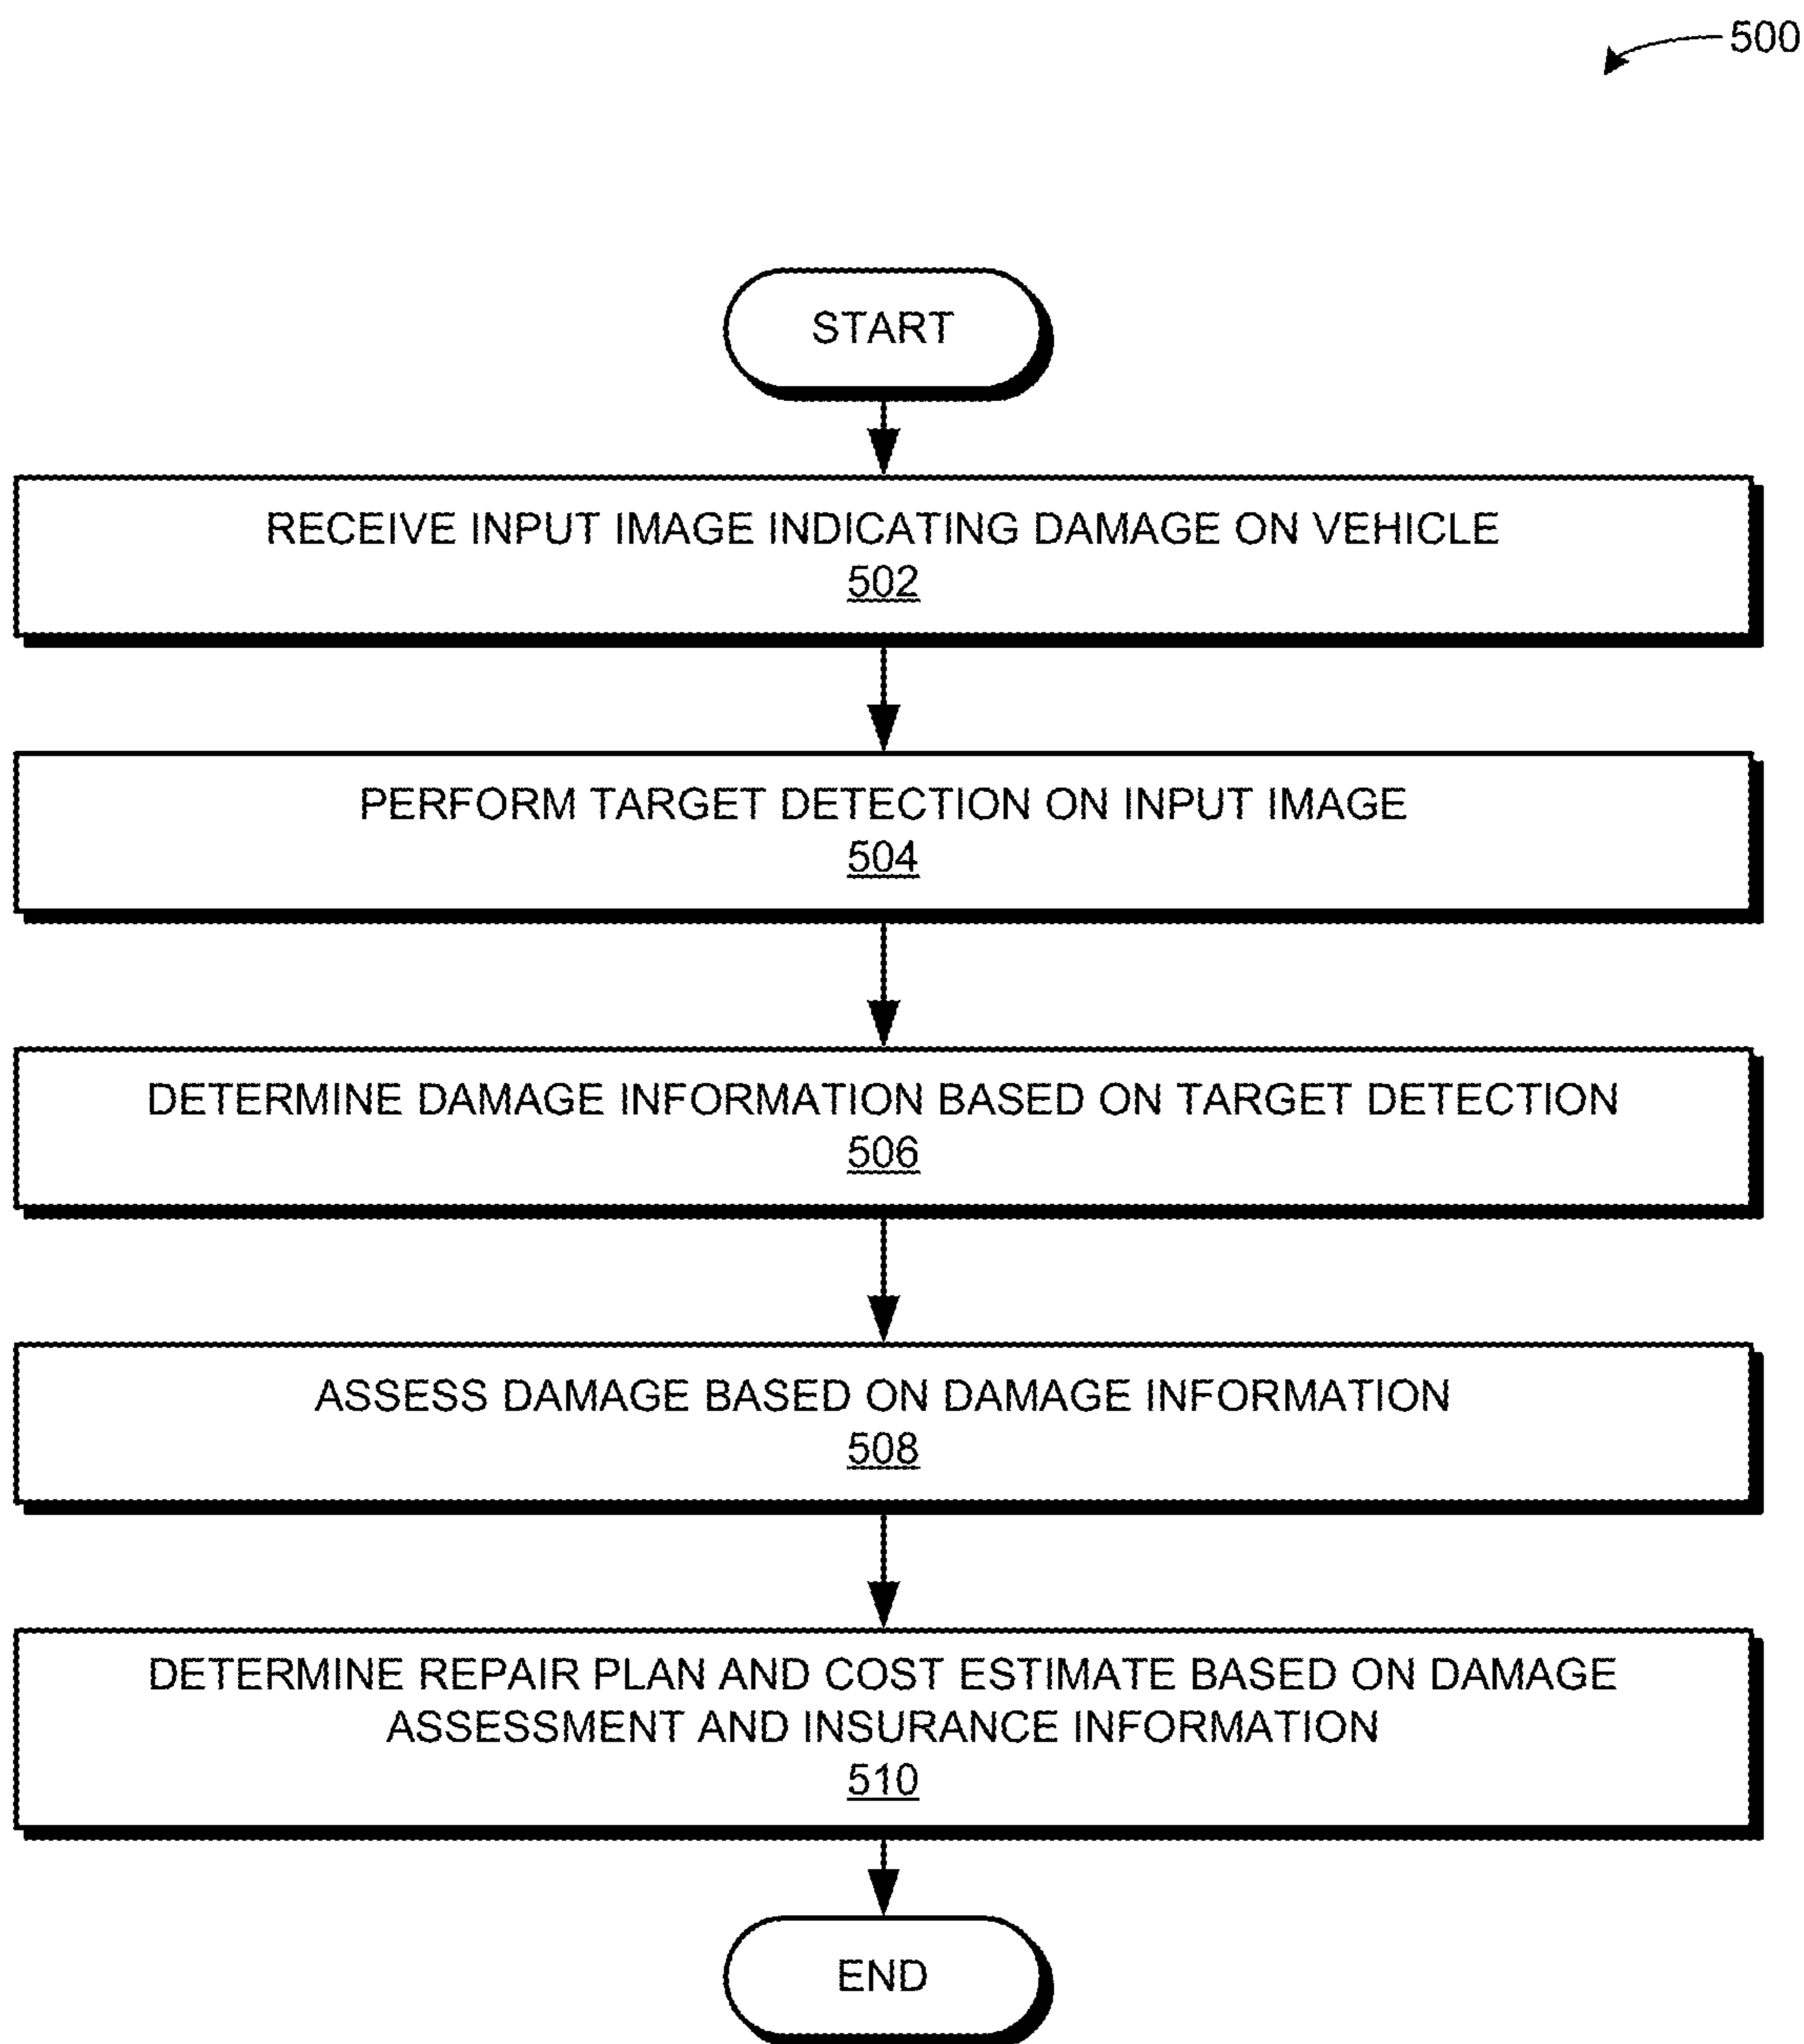 500
START
RECEIVE INPUT IMAGE INDICATING DAMAGE ON VEHICLE
502
PERFORM TARGET DETECTION ON INPUT IMAGE
504
DETERMINE DAMAGE INFORMATION BASED ON TARGET DETECTION
506
ASSESS DAMAGE BASED ON DAMAGE INFORMATION
508
DETERMINE REPAIR PLAN AND COST ESTIMATE BASED ON DAMAGE
ASSESSMENT AND INSURANCE INFORMATION
510
END